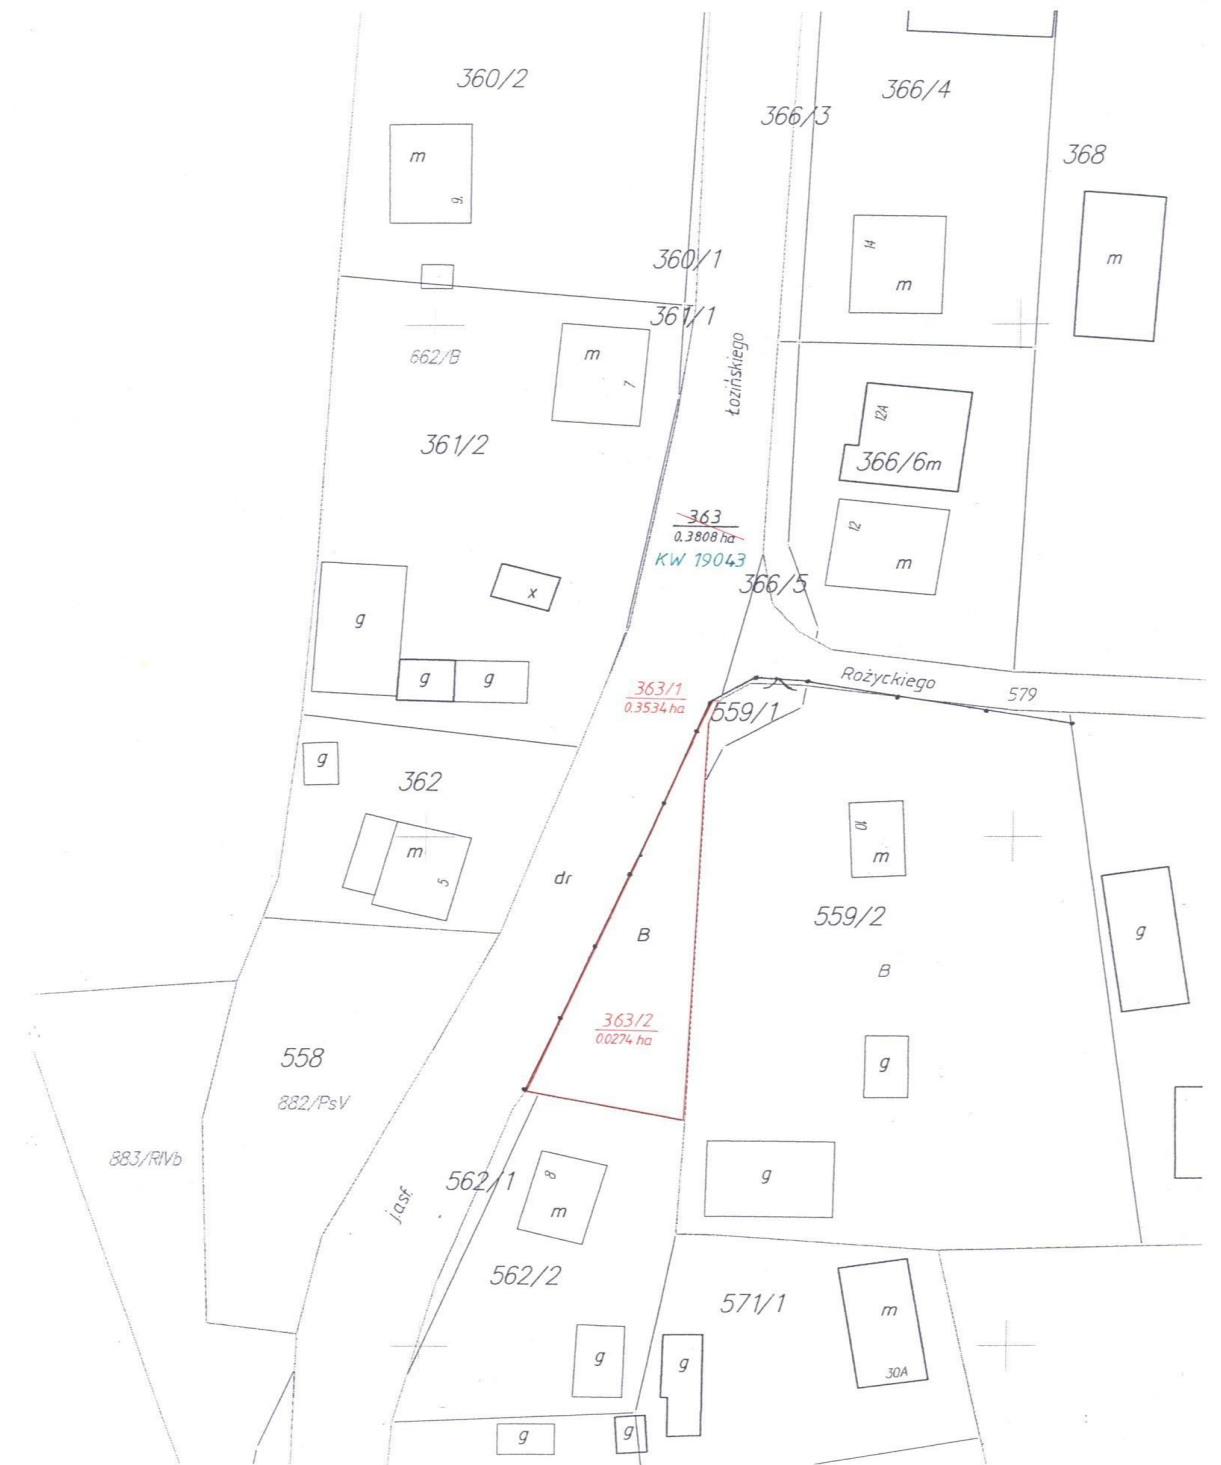 360/2
366/4
366/3
368
m
9.
14
m
m
360/1
361/1
662/B
m
7
Łozińskiego
361/2
12A
366/6m
363
0.3808 ha
KW 19043
12
m
366/5
x
g
g
g
363/1
0.3534 ha
Rożyckiego
579
559/1
g
362
m
5
10
m
dr
B
559/2
B
g
363/2
0.0274 ha
558
882/PsV
g
883/RIVb
j.asf.
562/1
8
m
g
562/2
571/1
m
30A
g
g
g
g